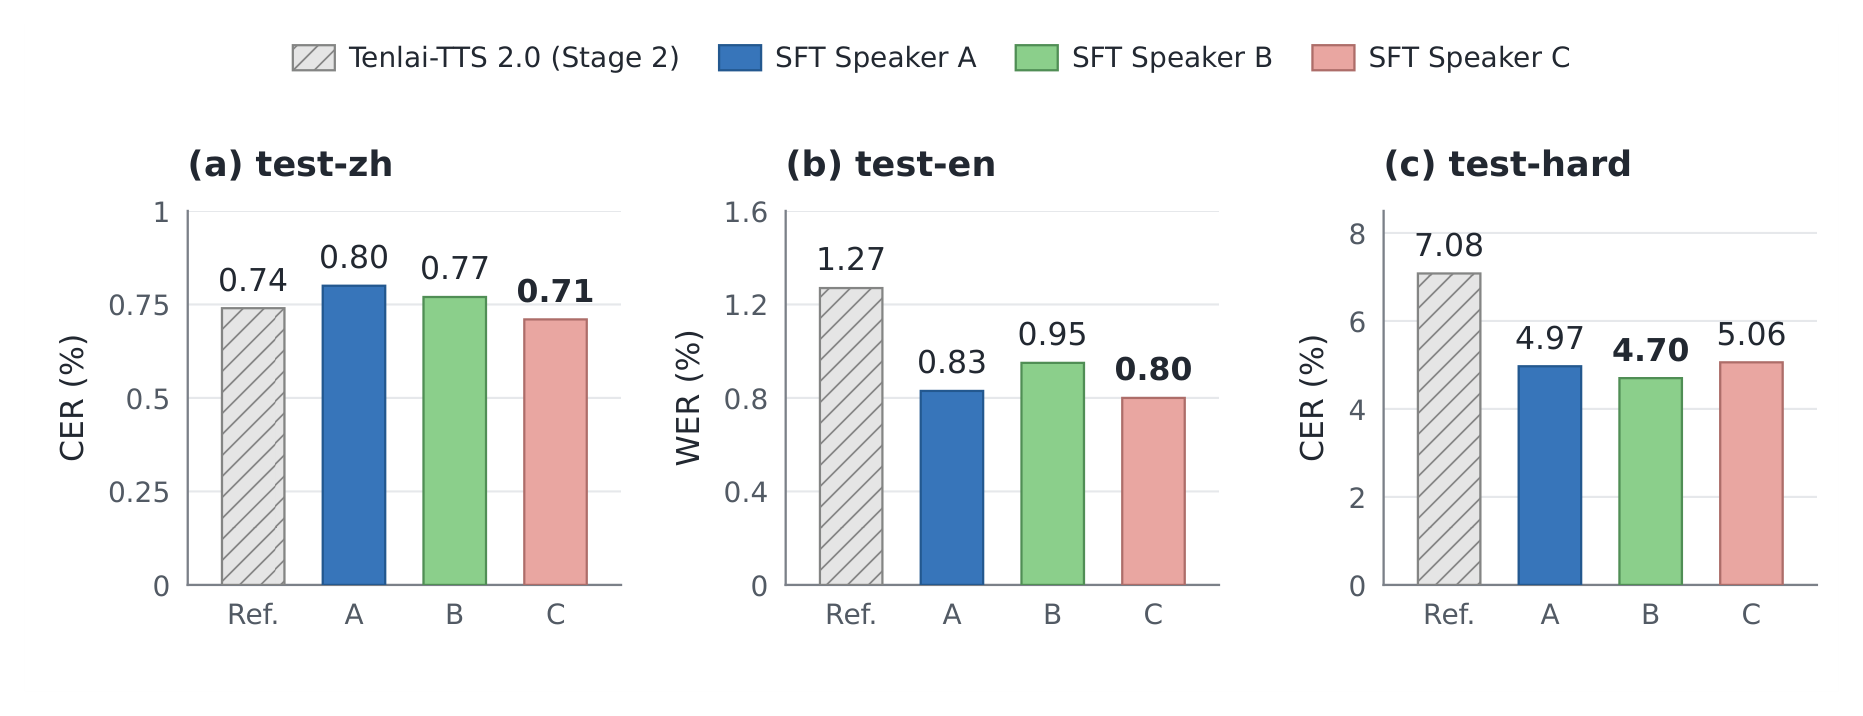 Tenlai-TTS 2.0 (Stage 2) SFT Speaker A SFT Speaker B SFT Speaker C
(a) test-zh
CER (%)
1
0.75
0.5
0.25
0
0.74
0.80
0.77
0.71
Ref. A B C
(b) test-en
WER (%)
1.6
1.2
0.8
0.4
0
1.27
0.83
0.95
0.80
Ref. A B C
(c) test-hard
CER (%)
8
6
4
2
0
7.08
4.97
4.70
5.06
Ref. A B C